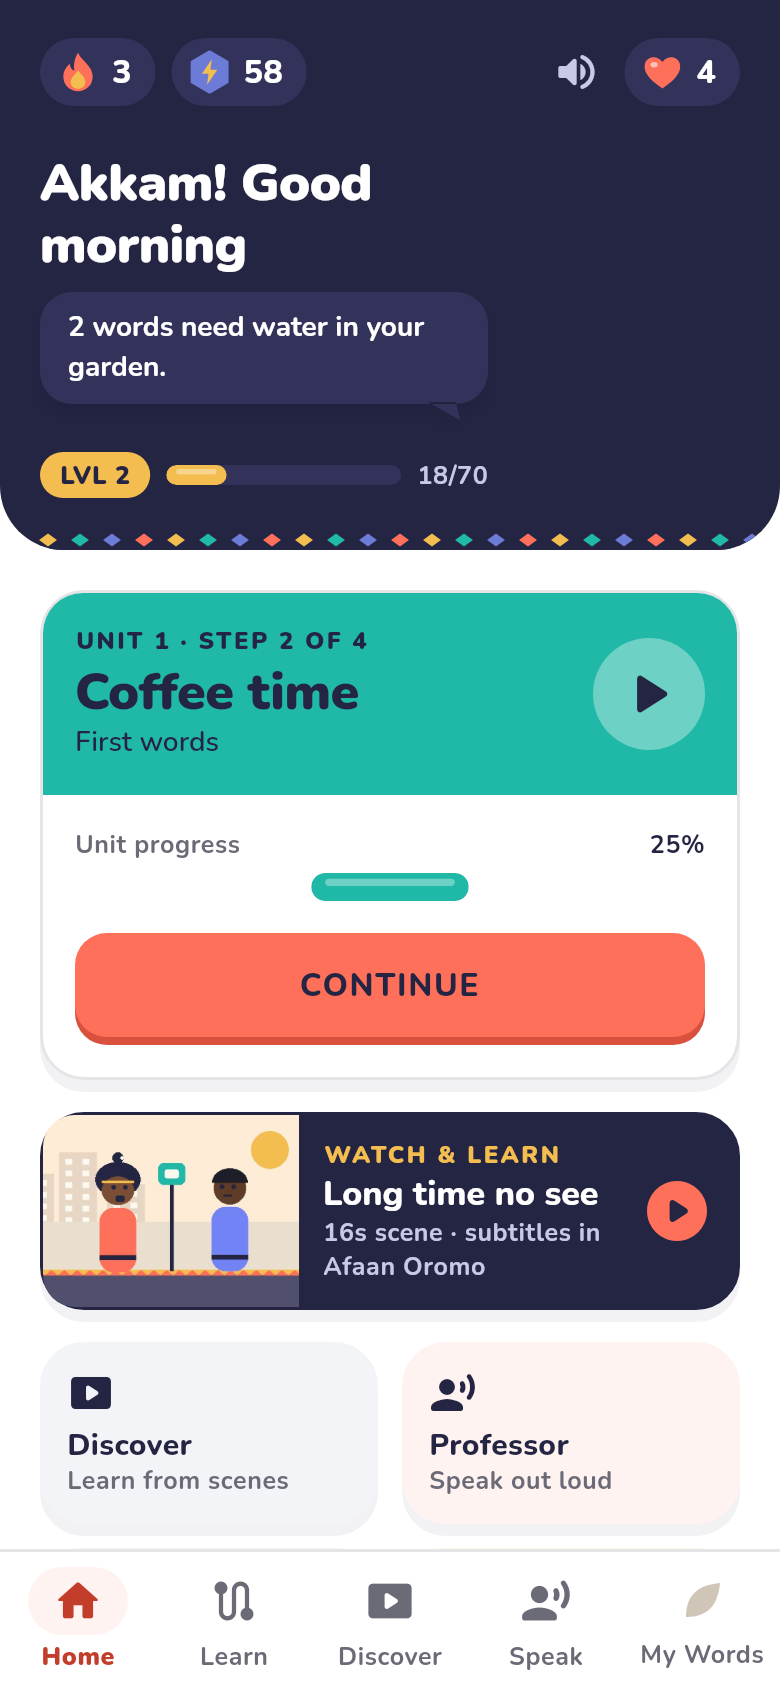 3
58
4
Akkam! Good
morning
2 words need water in your
garden.
LVL 2
18/70
UNIT 1 · STEP 2 OF 4
Coffee time
First words
Unit progress
25%
CONTINUE
WATCH & LEARN
Long time no see
16s scene · subtitles in
Afaan Oromo
Discover
Learn from scenes
Professor
Speak out loud
Home
Learn
Discover
Speak
My Words